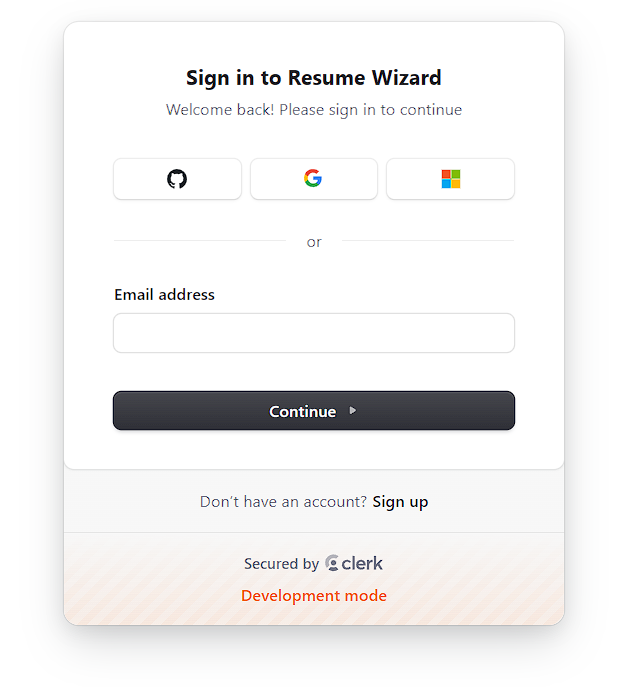 Sign in to Resume Wizard
Welcome back! Please sign in to continue
or
Email address
Continue
Don't have an account? Sign up
Secured by clerk
Development mode